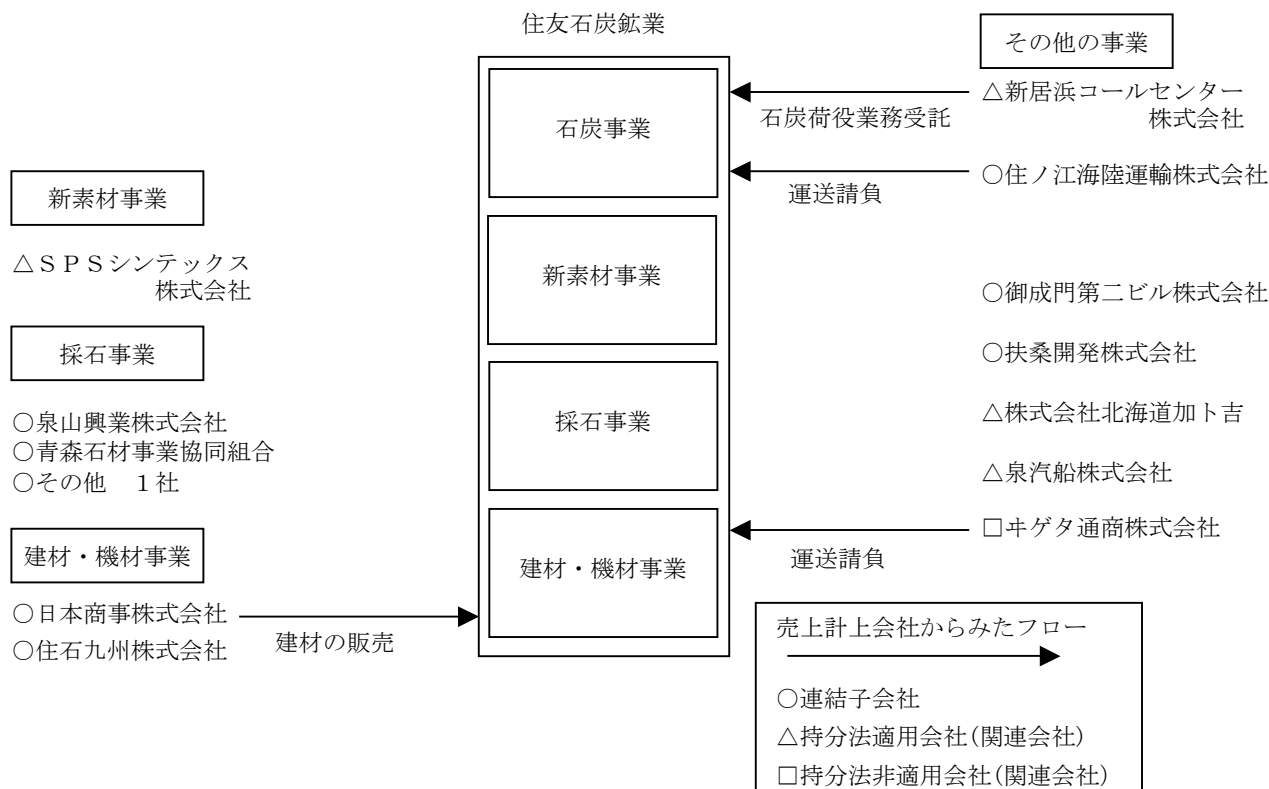 住友石炭鉱業
石炭事業
新素材事業
採石事業
建材・機材事業
新素材事業
△ＳＰＳシンテックス
株式会社
採石事業
○泉山興業株式会社
○青森石材事業協同組合
○その他　１社
建材・機材事業
○日本商事株式会社
○住石九州株式会社
建材の販売
その他の事業
△新居浜コールセンター
株式会社
石炭荷役業務受託
○住ノ江海陸運輸株式会社
運送請負
○御成門第二ビル株式会社
○扶桑開発株式会社
△株式会社北海道加ト吉
△泉汽船株式会社
□ヰゲタ通商株式会社
運送請負
売上計上会社からみたフロー
○連結子会社
△持分法適用会社(関連会社)
□持分法非適用会社(関連会社)